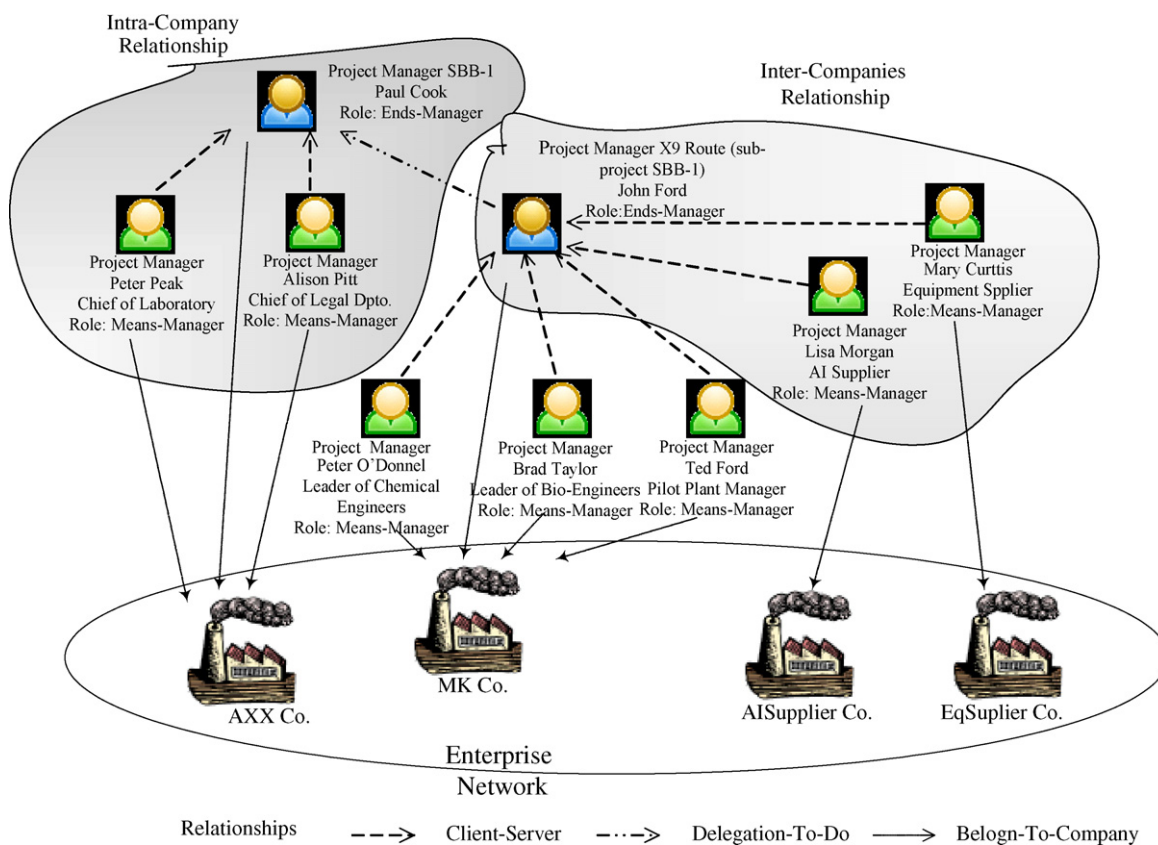 Intra-Company
Relationship
Project Manager SBB-1
Paul Cook
Role: Ends-Manager
Inter-Companies
Relationship
Project Manager X9 Route (sub-
project SBB-1)
John Ford
Role:Ends-Manager
Project Manager
Peter Peak
Chief of Laboratory
Role: Means-Manager
Project Manager
Alison Pitt
Chief of Legal Dpto.
Role: Means-Manager
Project Manager
Mary Curttis
Equipment Spplier
Role:Means-Manager
Project Manager
Lisa Morgan
AI Supplier
Role: Means-Manager
Project Manager
Peter O'Donnel
Leader of Chemical
Engineers
Role: Means-Manager
Project Manager
Brad Taylor
Leader of Bio-Engineers
Role: Means-Manager
Project Manager
Ted Ford
Pilot Plant Manager
Role: Means-Manager
AXX Co.
MK Co.
AISupplier Co.
EqSuplier Co.
Enterprise
Network
Relationships
Client-Server
Delegation-To-Do
Belogn-To-Company